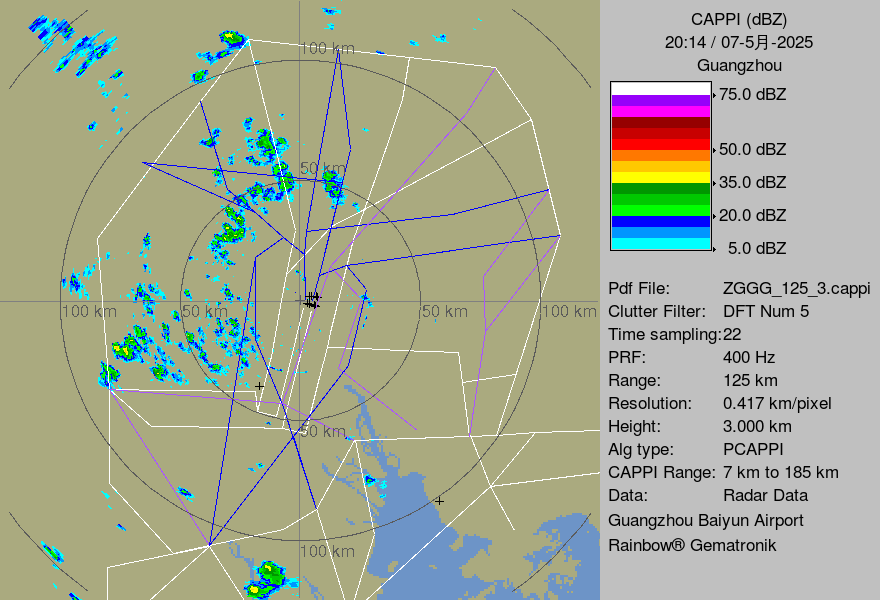 CAPPI (dBZ)
20:14 / 07-5月-2025
Guangzhou
75.0 dBZ
50.0 dBZ
35.0 dBZ
20.0 dBZ
5.0 dBZ
Pdf File: ZGGG_125_3.cappi
Clutter Filter: DFT Num 5
Time sampling:22
PRF: 400 Hz
Range: 125 km
Resolution: 0.417 km/pixel
Height: 3.000 km
Alg type: PCAPPI
CAPPI Range: 7 km to 185 km
Data: Radar Data
Guangzhou Baiyun Airport
Rainbow® Gematronik
100 km
50 km
100 km
50 km
50 km
100 km
50 km
100 km